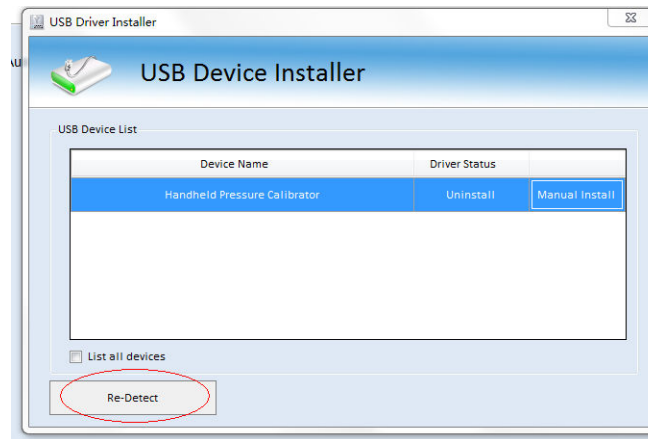 USB Driver Installer
Au
USB Device Installer
USB Device List
Device Name Driver Status
Handheld Pressure Calibrator Uninstall Manual Install
List all devices
Re-Detect